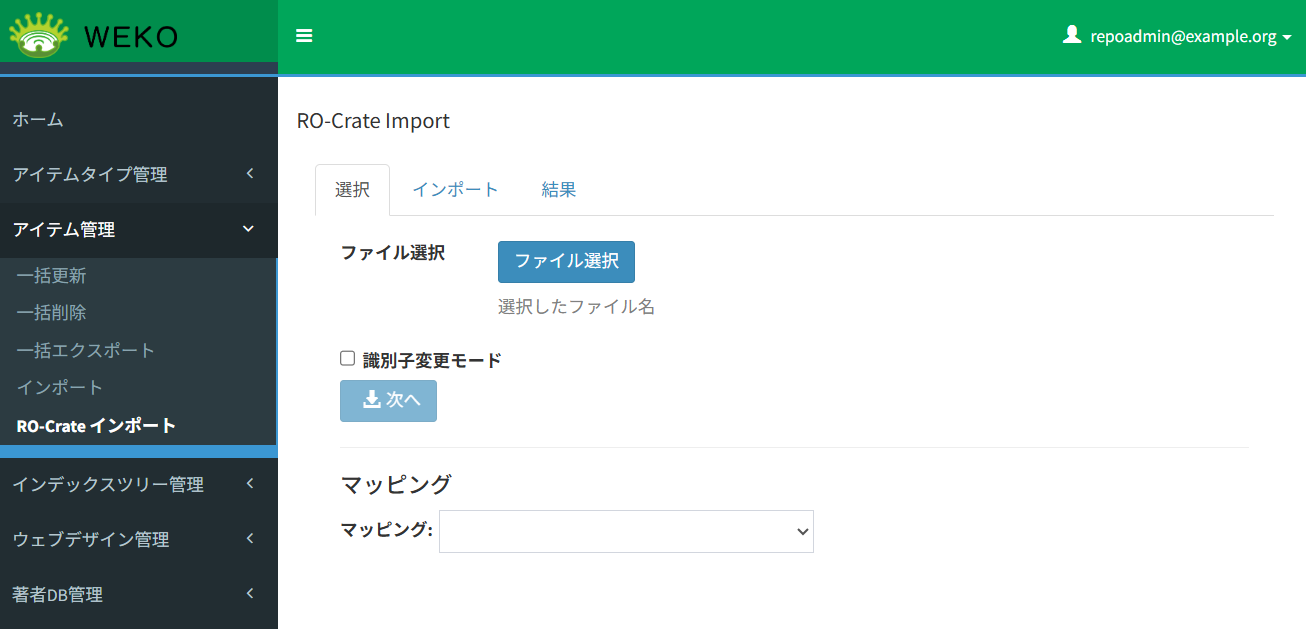 WEKO
repoadmin@example.org
ホーム
アイテムタイプ管理
アイテム管理
一括更新
一括削除
一括エクスポート
インポート
RO-Crate インポート
インデックスツリー管理
ウェブデザイン管理
著者DB管理
RO-Crate Import
選択 インポート 結果
ファイル選択 ファイル選択
選択したファイル名
識別子変更モード
次へ
マッピング
マッピング: